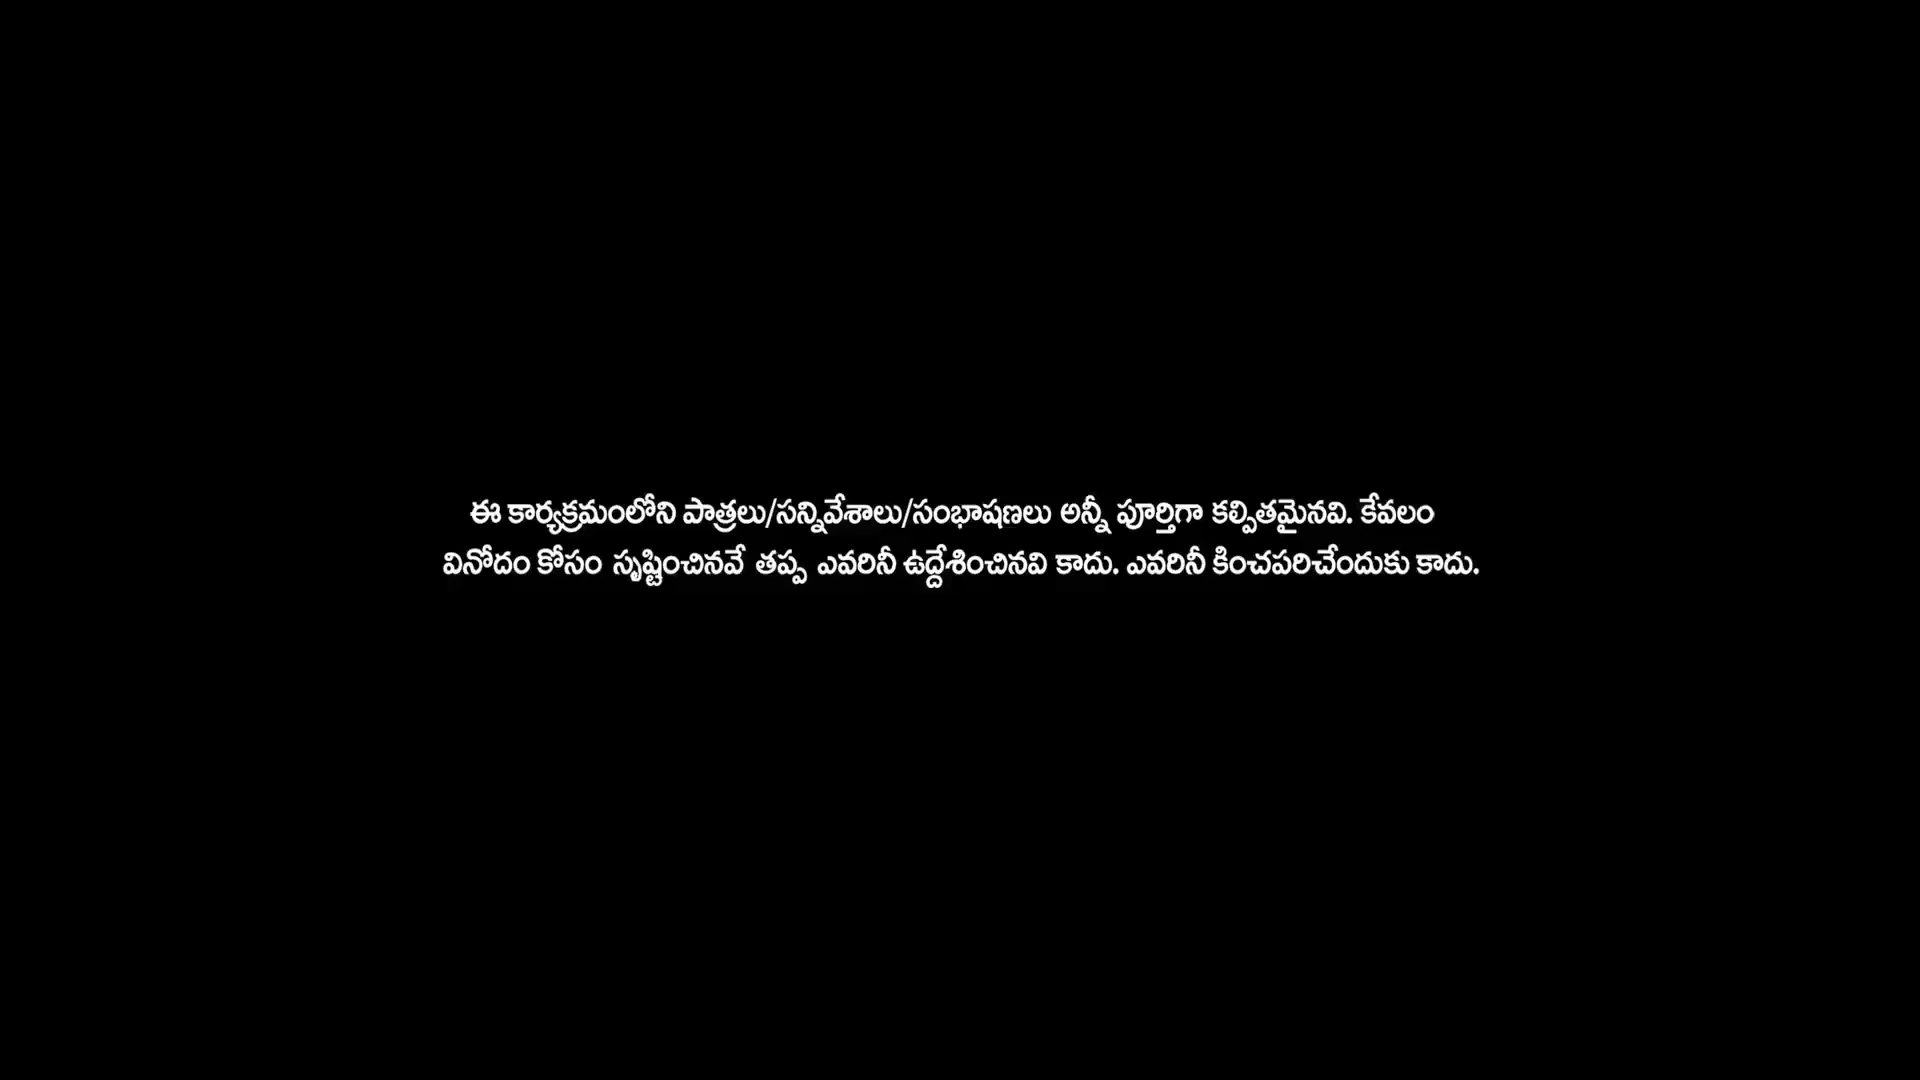 ఈ కార్యక్రమంలోని పాత్రలు/సన్నివేశాలు/సంభాషణలు అన్నీ పూర్తిగా కల్పితమైనవి. కేవలం
వినోదం కోసం సృష్టించినవే తప్ప ఎవరినీ ఉద్దేశించినవి కాదు. ఎవరినీ కించపరిచేందుకు కాదు.